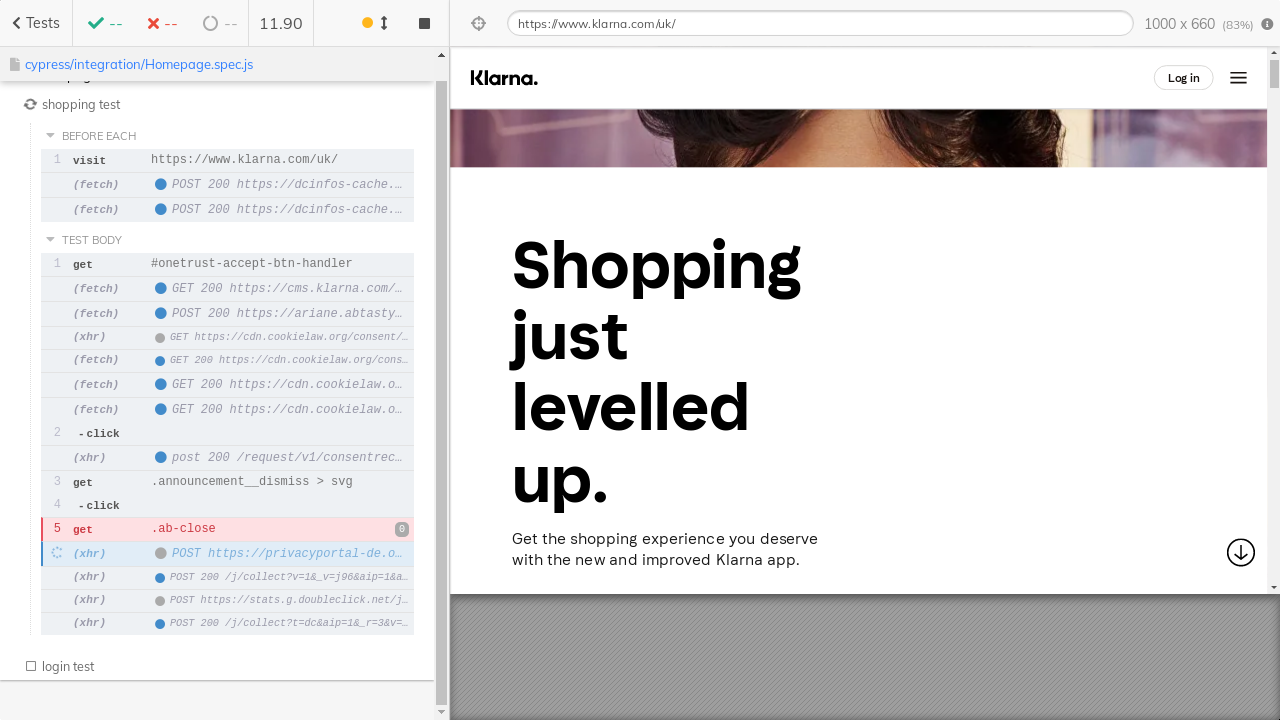 Tests
--
--
--
11.90
https://www.klarna.com/uk/
1000 x 660 (83%)
cypress/integration/Homepage.spec.js
shopping test
BEFORE EACH
1 visit https://www.klarna.com/uk/
(fetch) POST 200 https://dcinfos-cache.…
(fetch) POST 200 https://dcinfos-cache.…
TEST BODY
1 get #onetrust-accept-btn-handler
(fetch) GET 200 https://cms.klarna.com/…
(fetch) POST 200 https://ariane.abtasty…
(xhr) GET https://cdn.cookielaw.org/consent/…
(fetch) GET 200 https://cdn.cookielaw.org/cons…
(fetch) GET 200 https://cdn.cookielaw.o…
(fetch) GET 200 https://cdn.cookielaw.o…
2 -click
(xhr) post 200 /request/v1/consentrec…
3 get .announcement__dismiss > svg
4 -click
5 get .ab-close 0
(xhr) POST https://privacyportal-de.o…
(xhr) POST 200 /j/collect?v=1&_v=j96&aip=1&a…
(xhr) POST https://stats.g.doubleclick.net/j…
(xhr) POST 200 /j/collect?t=dc&aip=1&_r=3&v=…
login test
Klarna.
Log in
Shopping
just
levelled
up.
Get the shopping experience you deserve
with the new and improved Klarna app.